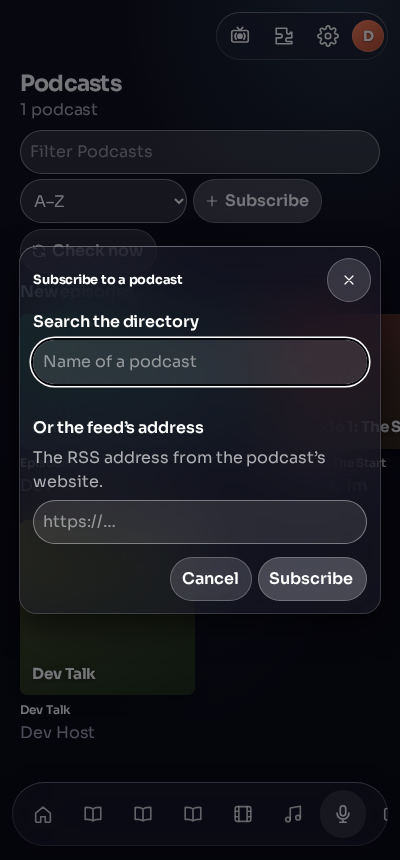 D
Podcasts
1 podcast
Filter Podcasts
A–Z
+ Subscribe
Check now
Subscribe to a podcast
Search the directory
Name of a podcast
Or the feed's address
The RSS address from the podcast's
website.
https://...
Cancel
Subscribe
Dev Talk
Dev Talk
Dev Host